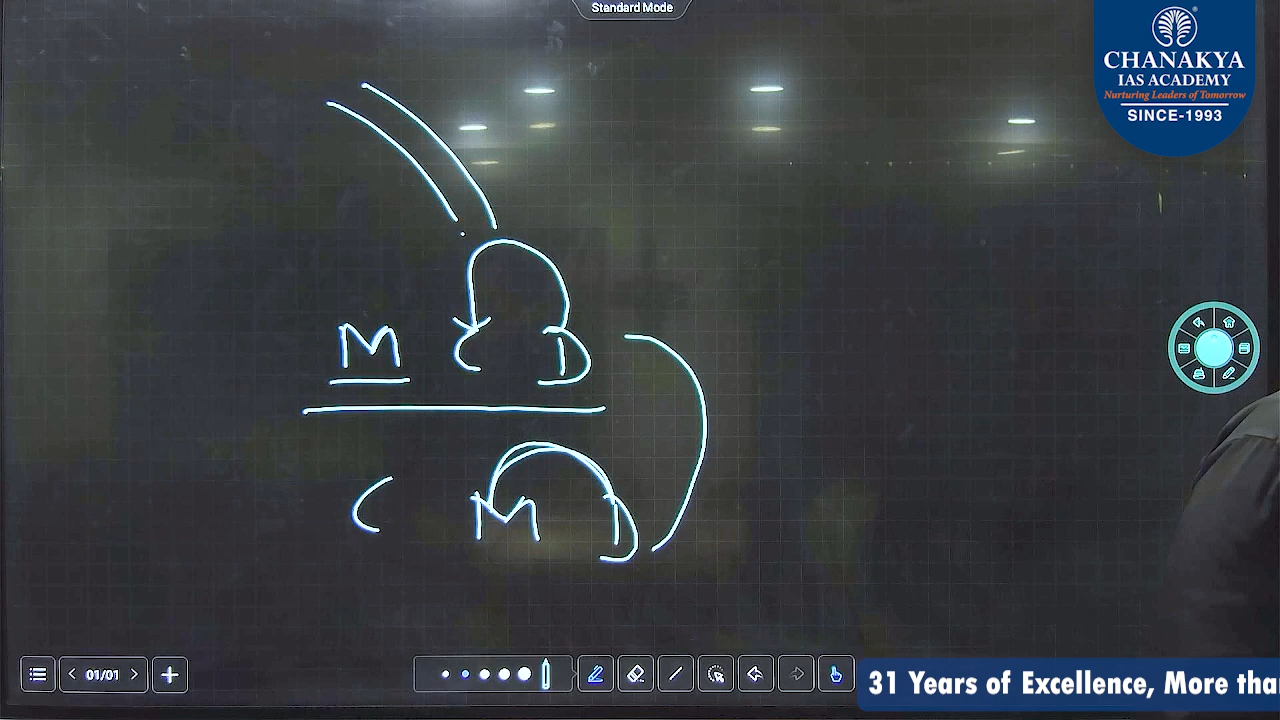 Standard Mode
CHANAKYA
IAS ACADEMY
Nurturing Leaders of Tomorrow
SINCE-1993
M C D
C M D
01/01
31 Years of Excellence, More tha